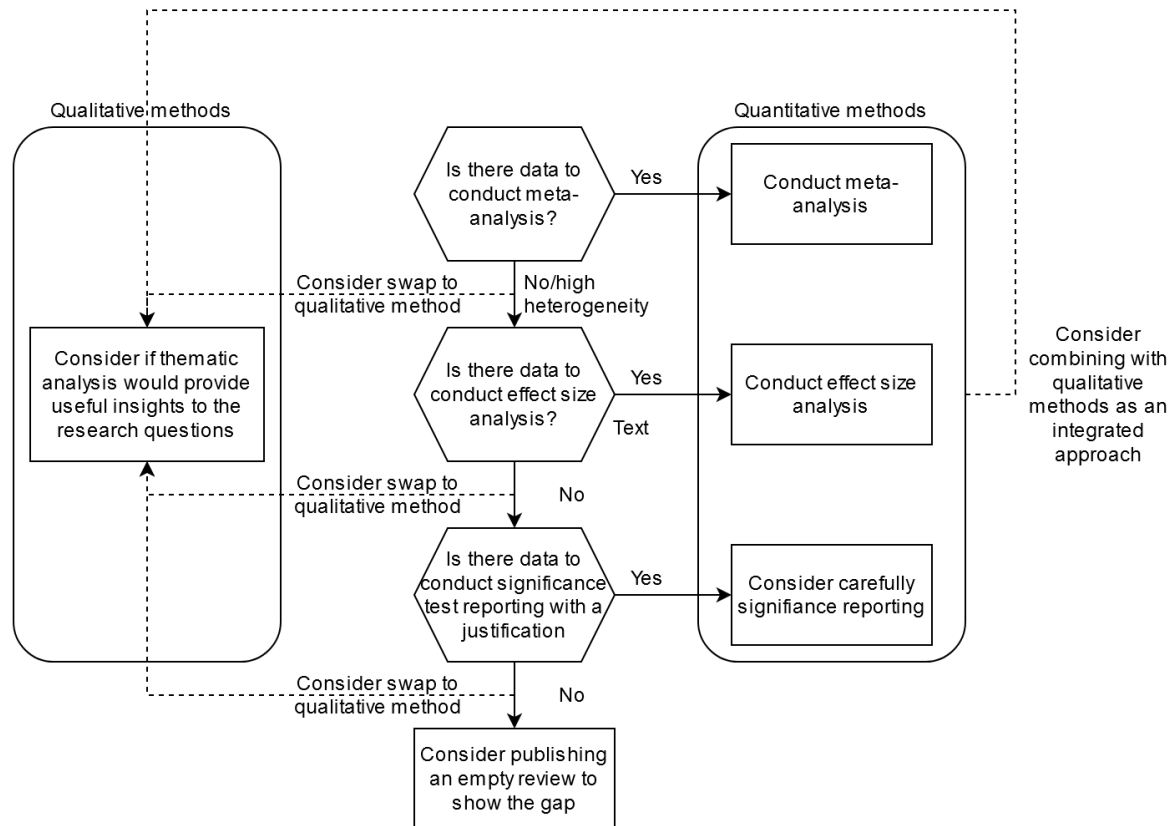 Qualitative methods
Quantitative methods
Is there data to
conduct meta-
analysis?
Yes
Conduct meta-
analysis
Consider swap to
qualitative method
No/high
heterogeneity
Consider if thematic
analysis would provide
useful insights to the
research questions
Is there data to
conduct effect size
analysis?
Yes
Text
Conduct effect size
analysis
Consider
combining with
qualitative
methods as an
integrated
approach
Consider swap to
qualitative method
No
Is there data to
conduct significance
test reporting with a
justification
Yes
Consider carefully
signifiance reporting
Consider swap to
qualitative method
No
Consider publishing
an empty review to
show the gap